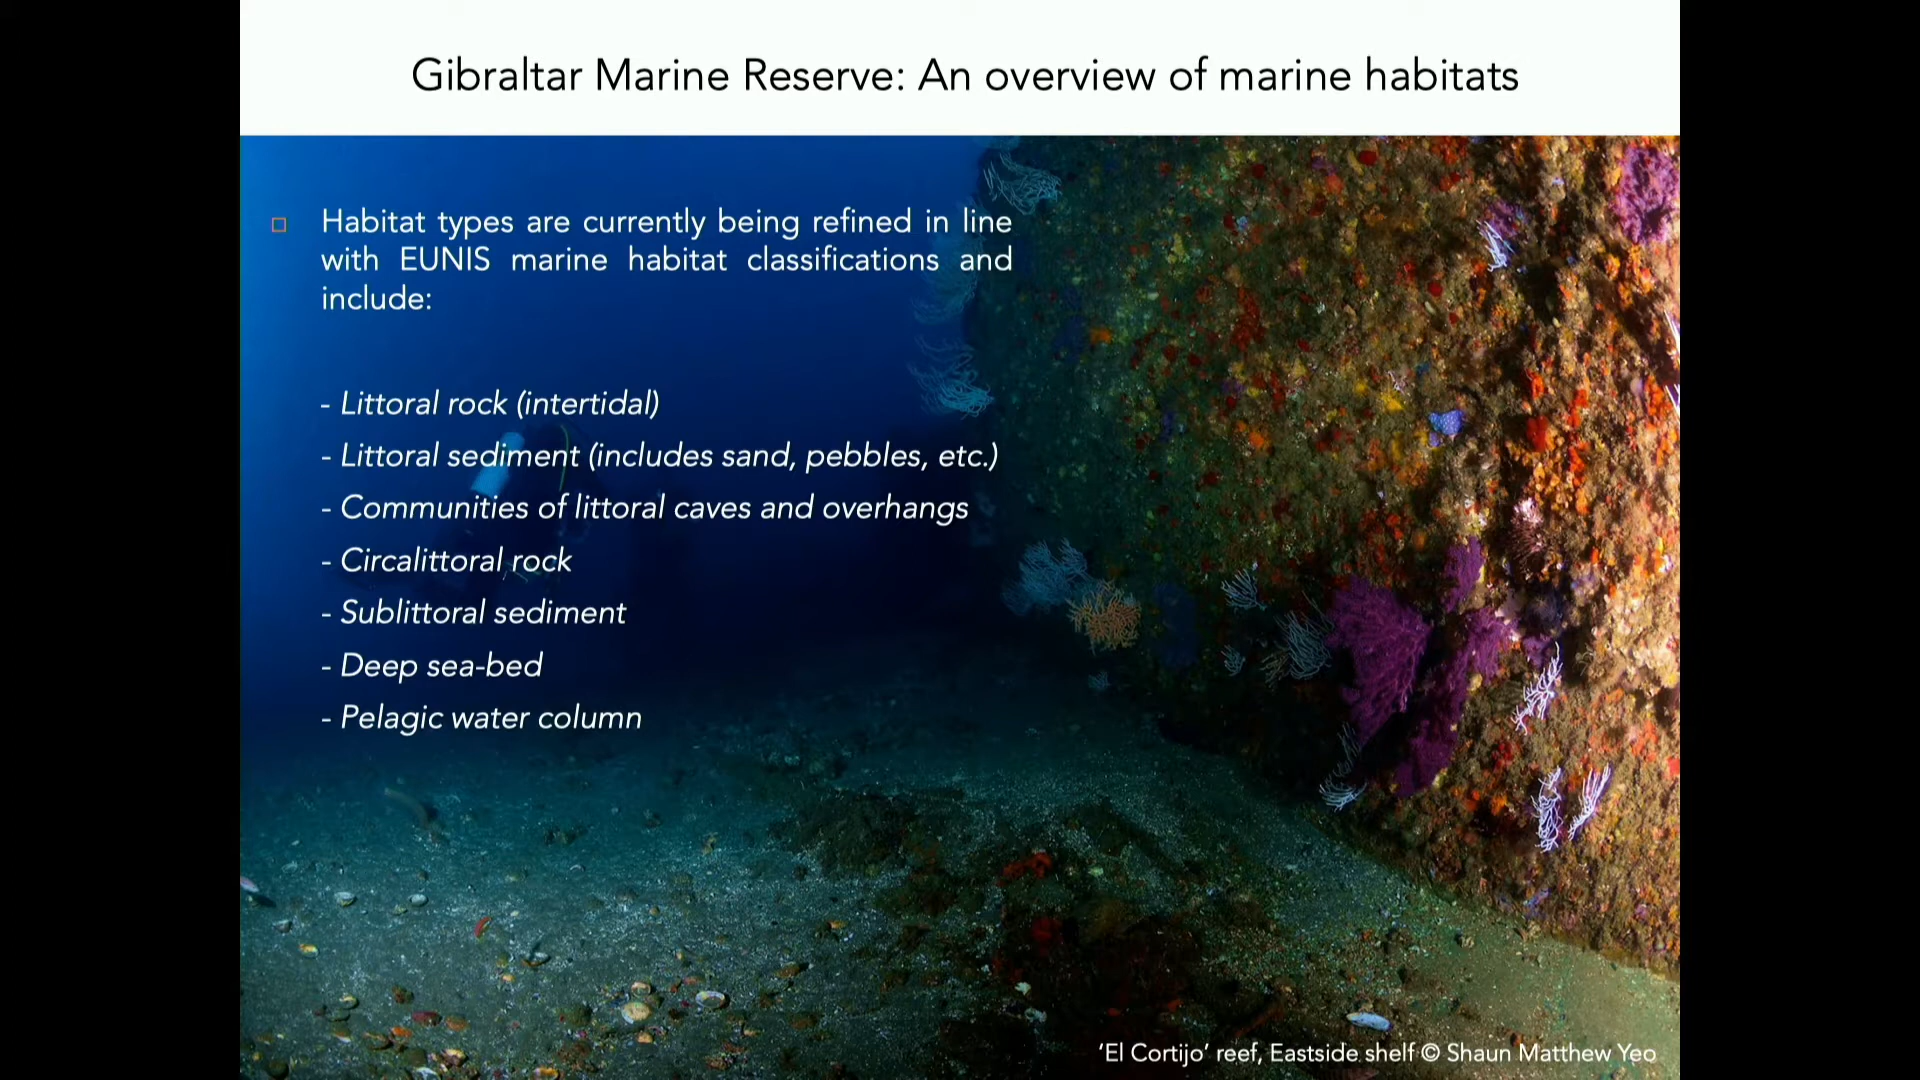 Gibraltar Marine Reserve: An overview of marine habitats
Habitat types are currently being refined in line
with EUNIS marine habitat classifications and
include:
- Littoral rock (intertidal)
- Littoral sediment (includes sand, pebbles, etc.)
- Communities of littoral caves and overhangs
- Circalittoral rock
- Sublittoral sediment
- Deep sea-bed
- Pelagic water column
‘El Cortijo’ reef, Eastside shelf © Shaun Matthew Yeo